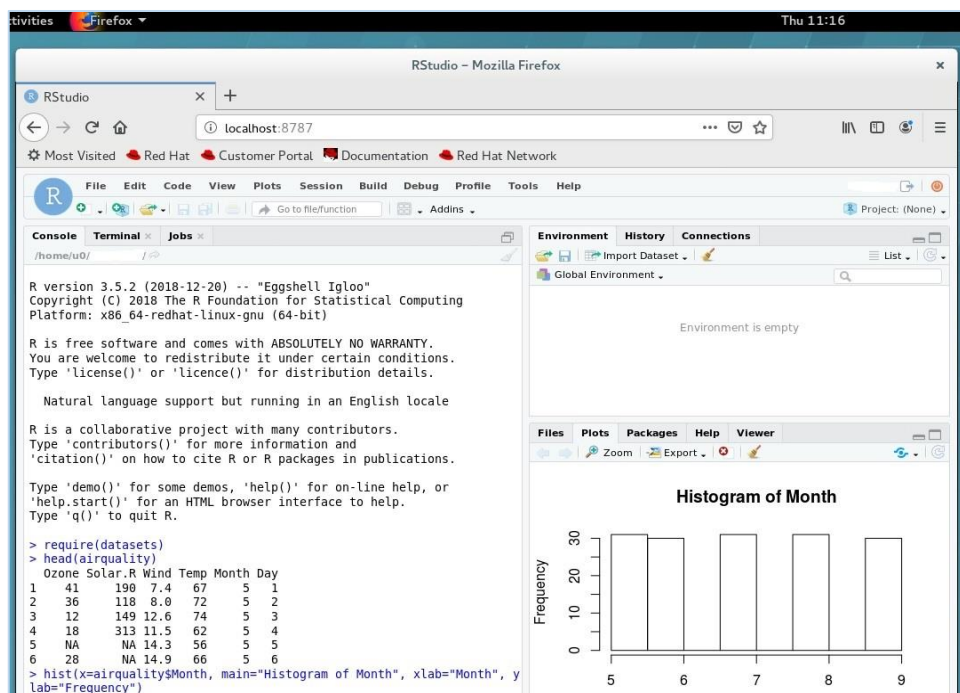 tivities Firefox Thu 11:16
RStudio - Mozilla Firefox ×
R RStudio × +
localhost:8787
Most Visited Red Hat Customer Portal Documentation Red Hat Network
R File Edit Code View Plots Session Build Debug Profile Tools Help
Go to file/function Addins Project: (None)
Console Terminal × Jobs ×
/home/u0/ /
R version 3.5.2 (2018-12-20) -- "Eggshell Igloo"
Copyright (C) 2018 The R Foundation for Statistical Computing
Platform: x86_64-redhat-linux-gnu (64-bit)
R is free software and comes with ABSOLUTELY NO WARRANTY.
You are welcome to redistribute it under certain conditions.
Type 'license()' or 'licence()' for distribution details.
Natural language support but running in an English locale
R is a collaborative project with many contributors.
Type 'contributors()' for more information and
'citation()' on how to cite R or R packages in publications.
Type 'demo()' for some demos, 'help()' for on-line help, or
'help.start()' for an HTML browser interface to help.
Type 'q()' to quit R.
> require(datasets)
> head(airquality)
Ozone Solar.R Wind Temp Month Day
1 41 190 7.4 67 5 1
2 36 118 8.0 72 5 2
3 12 149 12.6 74 5 3
4 18 313 11.5 62 5 4
5 NA NA 14.3 56 5 5
6 28 NA 14.9 66 5 6
> hist(x=airquality$Month, main="Histogram of Month", xlab="Month", y
lab="Frequency")
Environment History Connections
Import Dataset List
Global Environment
Environment is empty
Files Plots Packages Help Viewer
Zoom Export
Histogram of Month
Frequency
30
20
10
0
5 6 7 8 9